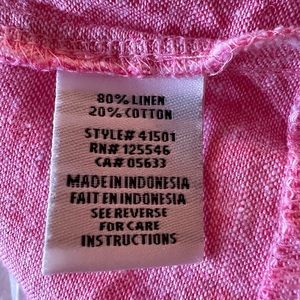 80% LINEN
20% COTTON
STYLE# 41501
RN# 125546
CA# 05633
MADE IN INDONESIA
FAIT EN INDONESIA
SEE REVERSE
FOR CARE
INSTRUCTIONS